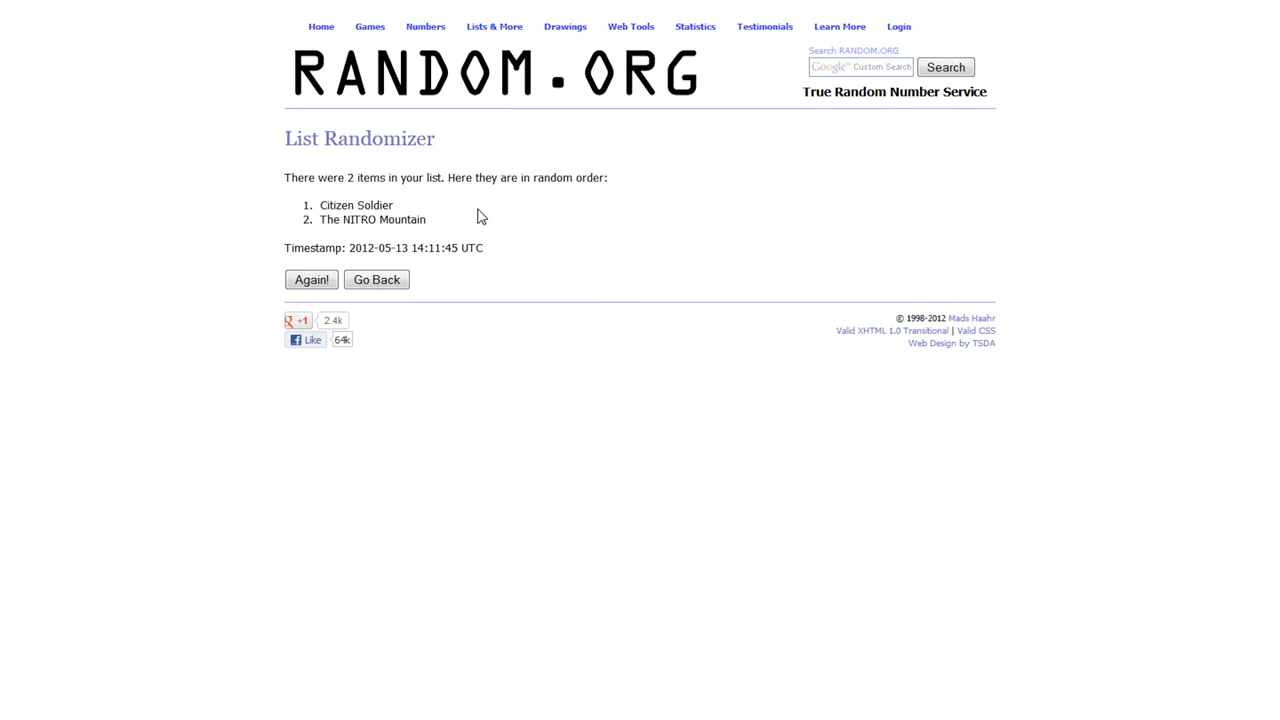 Home Games Numbers Lists & More Drawings Web Tools Statistics Testimonials Learn More Login
RANDOM.ORG
Search RANDOM.ORG
Google™ Custom Search Search
True Random Number Service
List Randomizer
There were 2 items in your list. Here they are in random order:
1. Citizen Soldier
2. The NITRO Mountain
Timestamp: 2012-05-13 14:11:45 UTC
Again! Go Back
g +1 2.4k
f Like 64k
© 1998-2012 Mads Haahr
Valid XHTML 1.0 Transitional | Valid CSS
Web Design by TSDA